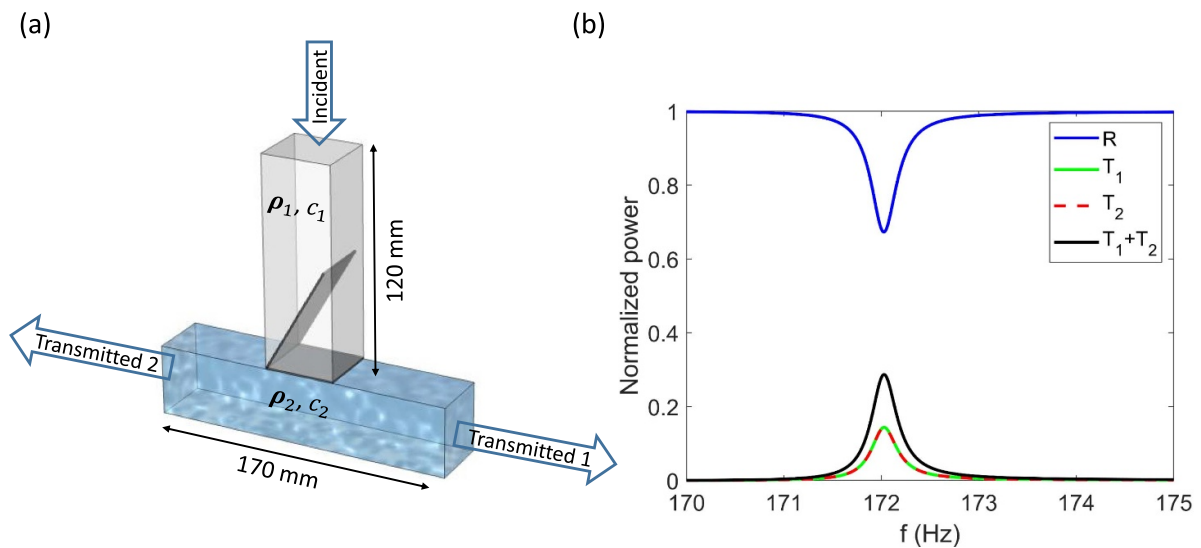 (a)
Incident
ρ₁, c₁
120 mm
Transmitted 2
ρ₂, c₂
Transmitted 1
170 mm
(b)
Normalized power
1
0.8
0.6
0.4
0.2
0
R
T₁
T₂
T₁+T₂
170 171 172 173 174 175
f (Hz)